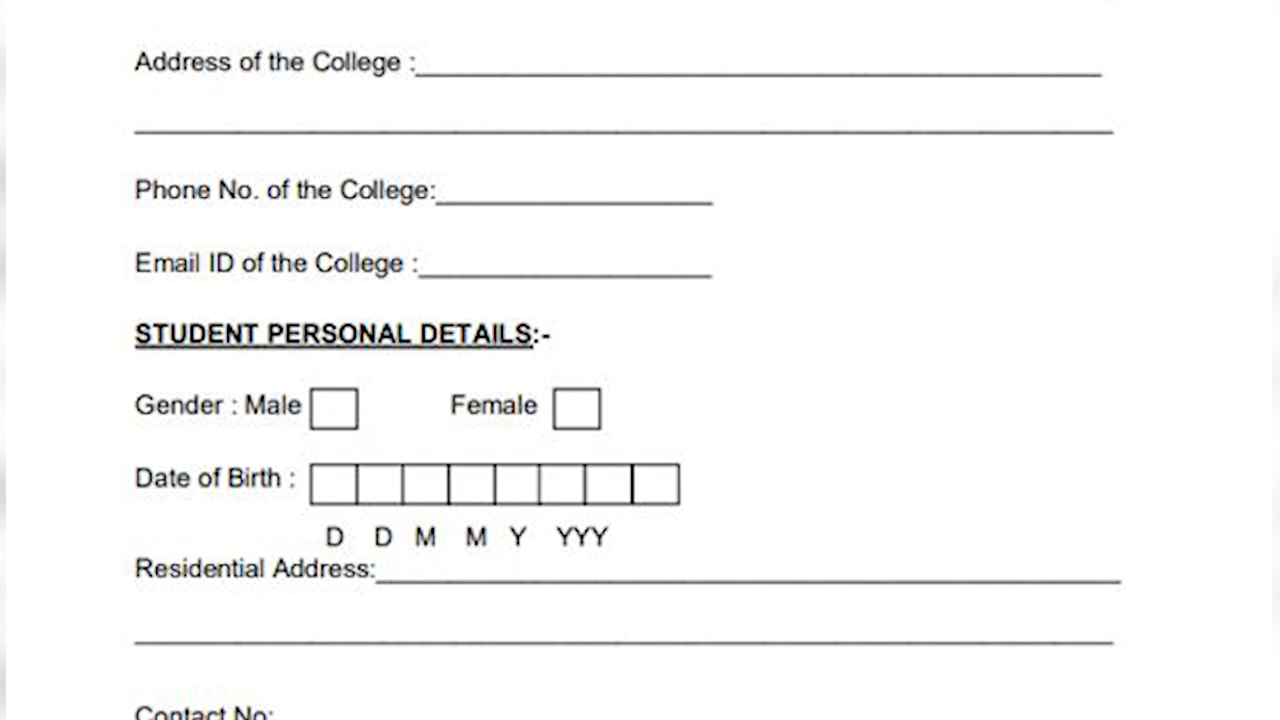 Address of the College :
Phone No. of the College:
Email ID of the College :
STUDENT PERSONAL DETAILS:-
Gender : Male Female
Date of Birth :
D D M M Y YYY
Residential Address:
Contact No: